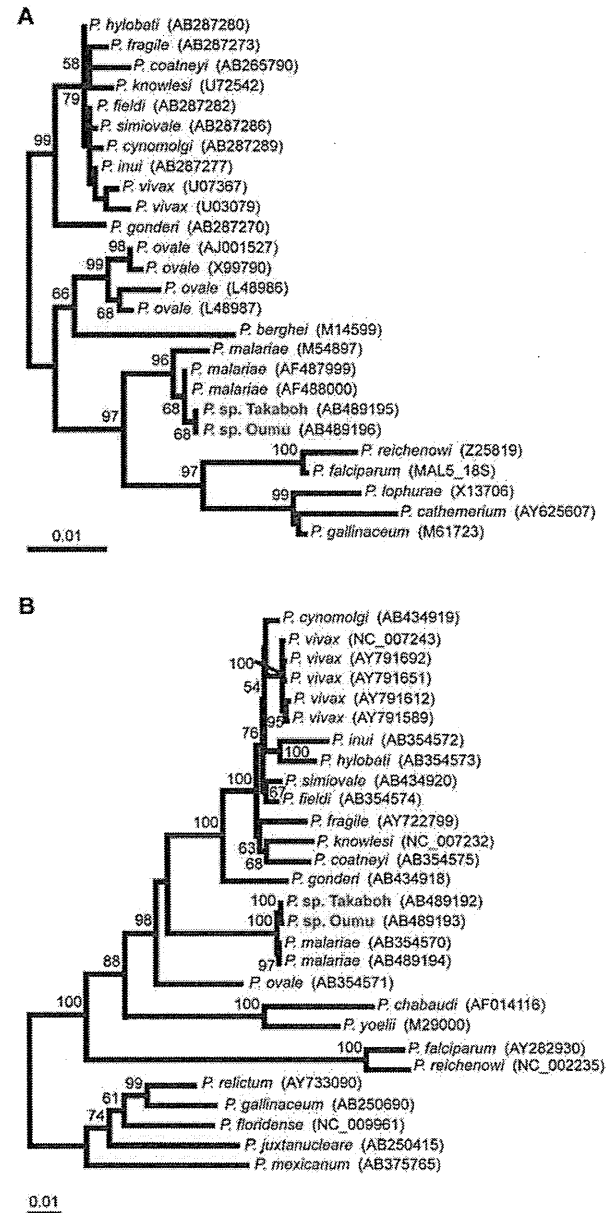 A
P. hylobati (AB287280)
P. fragile (AB287273)
58
P. coatneyi (AB265790)
P. knowlesi (U72542)
79
P. fieldi (AB287282)
P. simiovale (AB287286)
99
P. cynomolgi (AB287289)
P. inui (AB287277)
P. vivax (U07367)
P. vivax (U03079)
P. gonderi (AB287270)
98
P. ovale (AJ001527)
99
P. ovale (X99790)
66
P. ovale (L48986)
68
P. ovale (L48987)
P. berghei (M14599)
96
P. malariae (M54897)
P. malariae (AF487999)
P. malariae (AF488000)
68
P. sp. Takaboh (AB489195)
97
68
P. sp. Oumu (AB489196)
100
P. reichenowi (Z25819)
97
P. falciparum (MAL5_18S)
99
P. lophurae (X13706)
P. cathemerium (AY625607)
P. gallinaceum (M61723)
0.01
B
P. cynomolgi (AB434919)
P. vivax (NC_007243)
P. vivax (AY791692)
100
P. vivax (AY791651)
54
P. vivax (AY791612)
95
P. vivax (AY791589)
76
P. inui (AB354572)
100
P. hylobati (AB354573)
100
P. simiovale (AB434920)
67
P. fieldi (AB354574)
P. fragile (AY722799)
100
P. knowlesi (NC_007232)
63
68
P. coatneyi (AB354575)
P. gonderi (AB434918)
100
P. sp. Takaboh (AB489192)
100
P. sp. Oumu (AB489193)
98
P. malariae (AB354570)
97
P. malariae (AB489194)
88
P. ovale (AB354571)
100
P. chabaudi (AF014116)
100
P. yoelii (M29000)
100
P. falciparum (AY282930)
P. reichenowi (NC_002235)
99
P. relictum (AY733090)
61
P. gallinaceum (AB250690)
74
P. floridense (NC_009961)
P. juxtanucleare (AB250415)
P. mexicanum (AB375765)
0.01